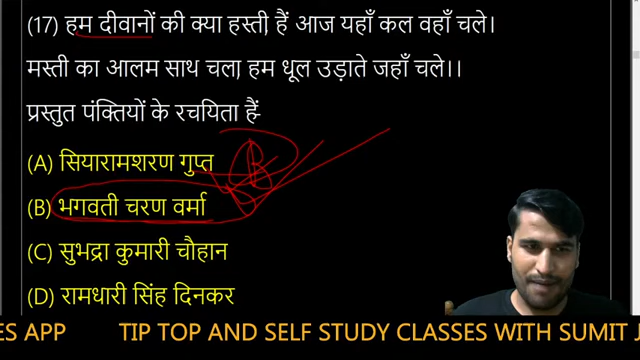 (17) हम दीवानों की क्या हस्ती, हैं आज यहाँ कल वहाँ चले।
मस्ती का आलम साथ चला, हम धूल उड़ाते जहाँ चले।।
प्रस्तुत पंक्तियों के रचयिता हैं-
(A) सियारामशरण गुप्त
(B) भगवती चरण वर्मा
(C) सुभद्रा कुमारी चौहान
(D) रामधारी सिंह दिनकर
ES APP TIP TOP AND SELF STUDY CLASSES WITH SUMIT J